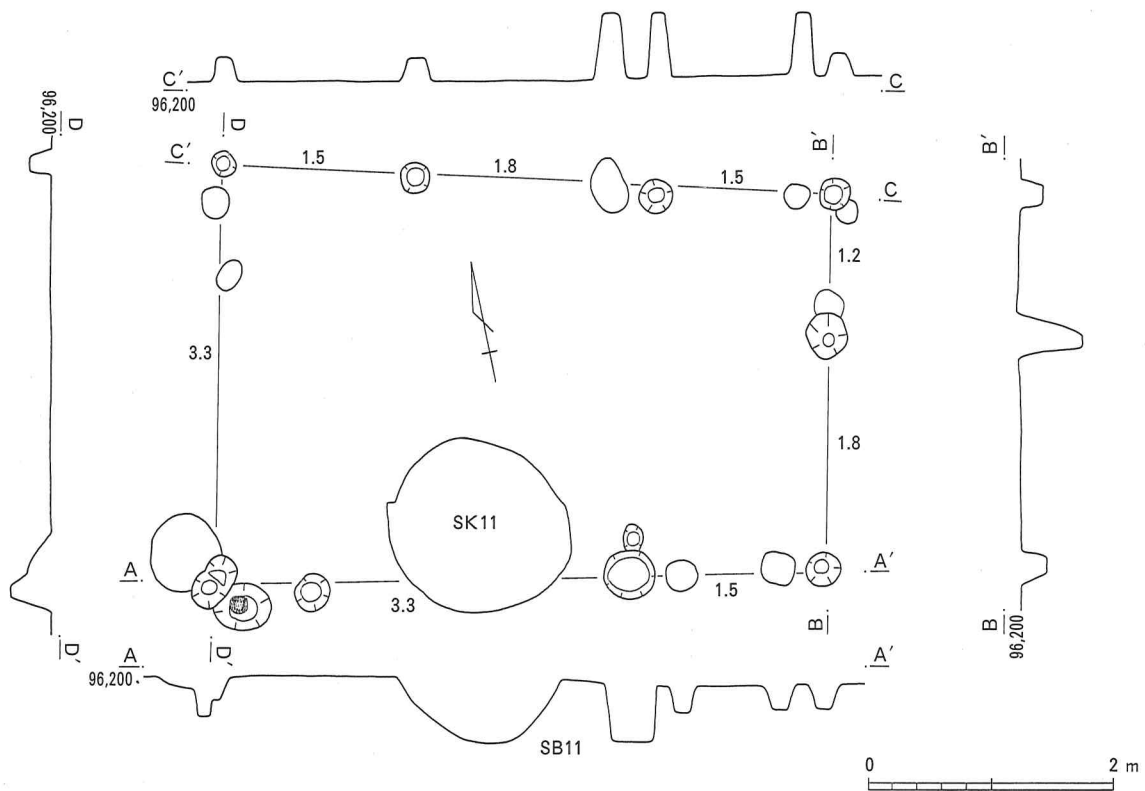 C' C
96,200
96,200 D
D
B' B'
C' 1.5 1.8 1.5 C
1.2
3.3
1.8
SK11
A A'
3.3 1.5
B B
96,200
D' D'
A A'
96,200
SB11
0 2 m